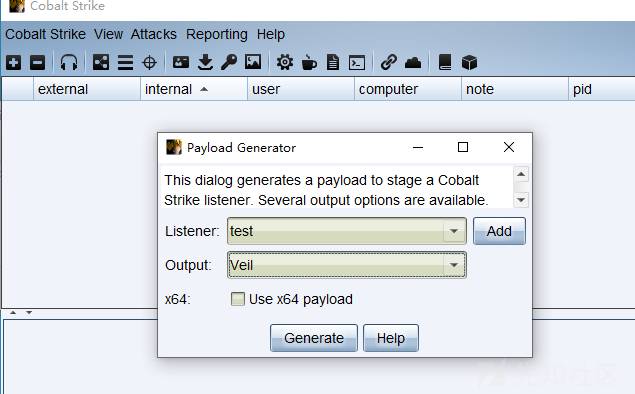 Cobalt Strike
Cobalt Strike View Attacks Reporting Help
external internal user computer note pid
Payload Generator
This dialog generates a payload to stage a Cobalt
Strike listener. Several output options are available.
Listener: test Add
Output: Veil
x64: Use x64 payload
Generate Help